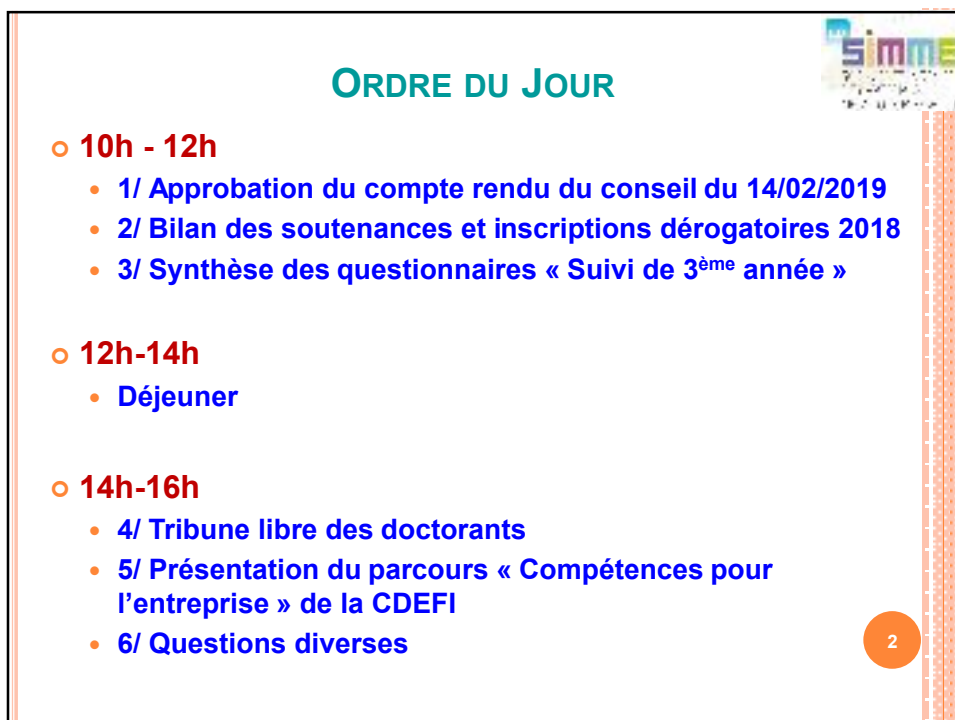 simme
ORDRE DU JOUR
10h - 12h
1/ Approbation du compte rendu du conseil du 14/02/2019
2/ Bilan des soutenances et inscriptions dérogatoires 2018
3/ Synthèse des questionnaires « Suivi de 3ème année »
12h-14h
Déjeuner
14h-16h
4/ Tribune libre des doctorants
5/ Présentation du parcours « Compétences pour
l’entreprise » de la CDEFI
6/ Questions diverses
2